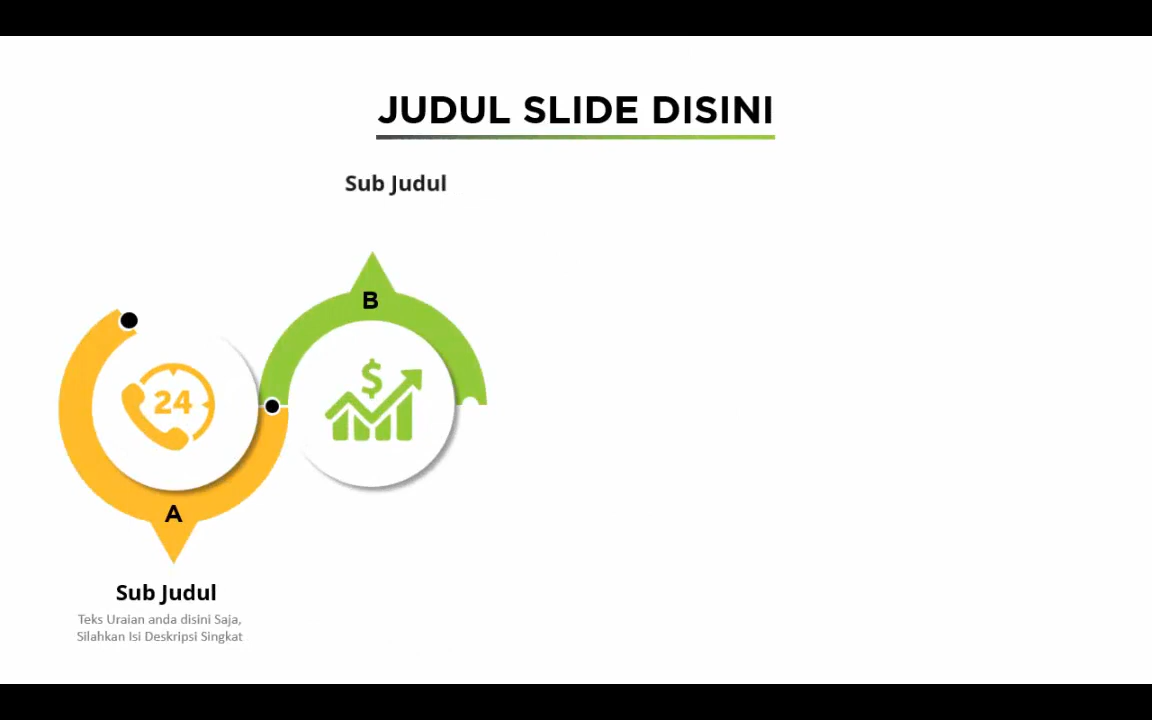 JUDUL SLIDE DISINI
Sub Judul
B
24
$
A
Sub Judul
Teks Uraian anda disini Saja,
Silahkan Isi Deskripsi Singkat